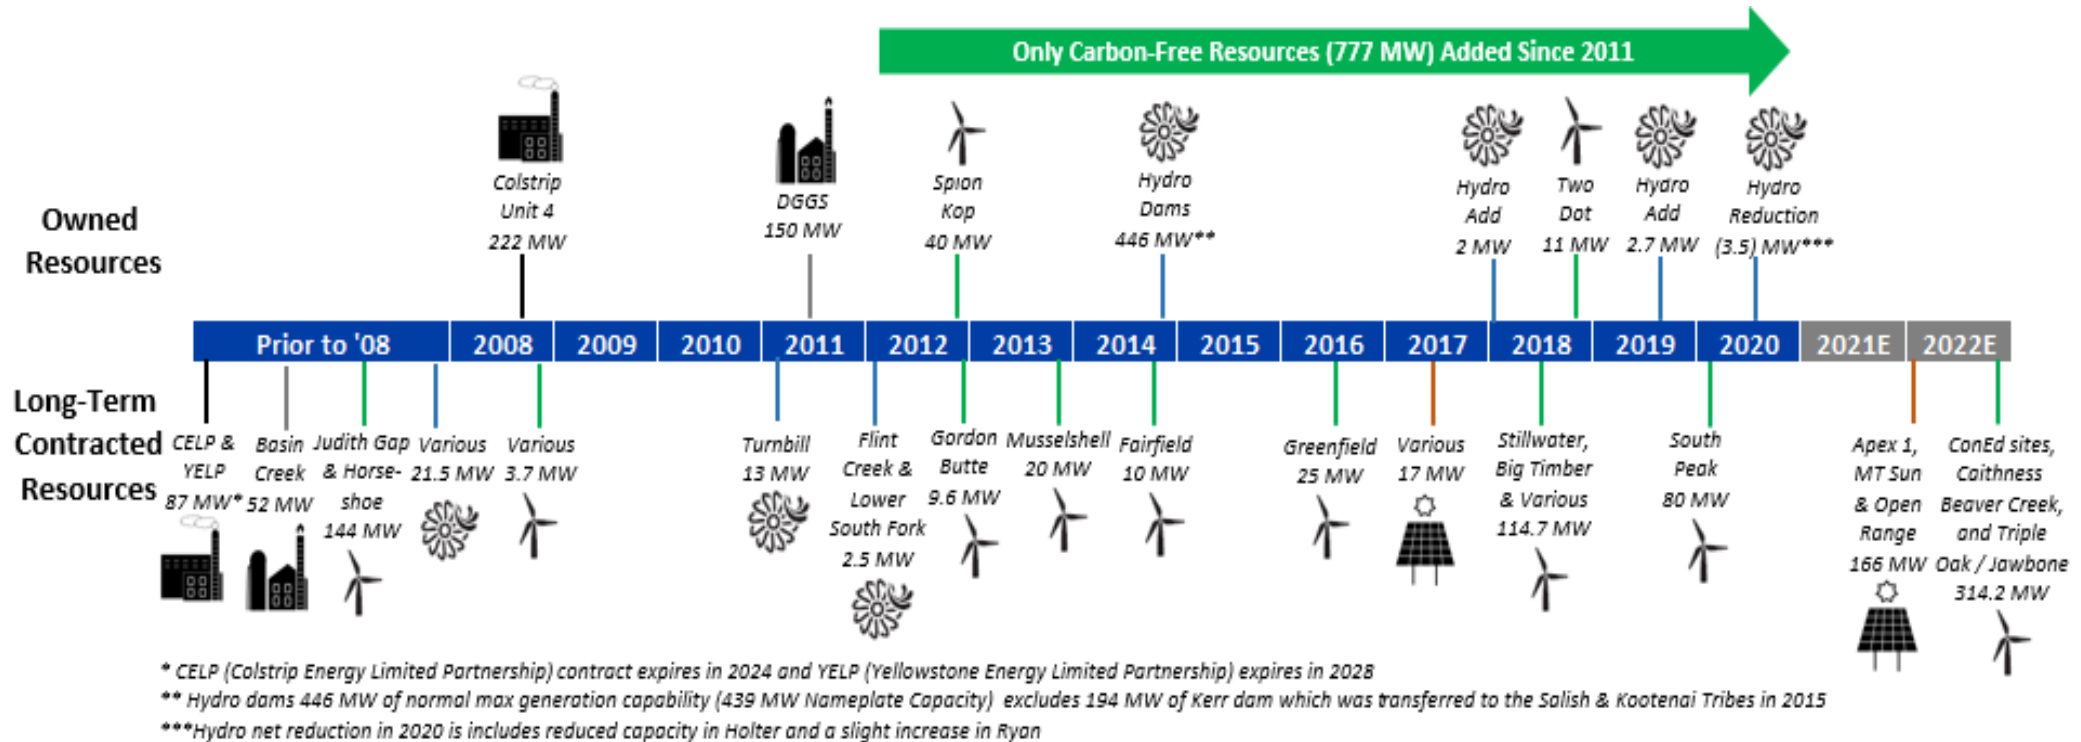 Only Carbon-Free Resources (777 MW) Added Since 2011
Owned
Resources
Colstrip
Unit 4
222 MW
DGGS
150 MW
Spion
Kop
40 MW
Hydro
Dams
446 MW**
Hydro
Add
2 MW
Two
Dot
11 MW
Hydro
Add
2.7 MW
Hydro
Reduction
(3.5) MW***
Prior to '08
2008
2009
2010
2011
2012
2013
2014
2015
2016
2017
2018
2019
2020
2021E
2022E
Long-Term
Contracted
Resources
CELP &
YELP
87 MW*
Basin
Creek
52 MW
Judith Gap
& Horse-
shoe
144 MW
Various
21.5 MW
Various
3.7 MW
Turnbill
13 MW
Flint
Creek &
Lower
South Fork
2.5 MW
Gordon
Butte
9.6 MW
Musselshell
20 MW
Fairfield
10 MW
Greenfield
25 MW
Various
17 MW
Stillwater,
Big Timber
& Various
114.7 MW
South
Peak
80 MW
Apex 1,
MT Sun
& Open
Range
166 MW
ConEd sites,
Caithness
Beaver Creek,
and Triple
Oak / Jawbone
314.2 MW
* CELP (Colstrip Energy Limited Partnership) contract expires in 2024 and YELP (Yellowstone Energy Limited Partnership) expires in 2028
** Hydro dams 446 MW of normal max generation capability (439 MW Nameplate Capacity) excludes 194 MW of Kerr dam which was transferred to the Salish & Kootenai Tribes in 2015
***Hydro net reduction in 2020 is includes reduced capacity in Holter and a slight increase in Ryan